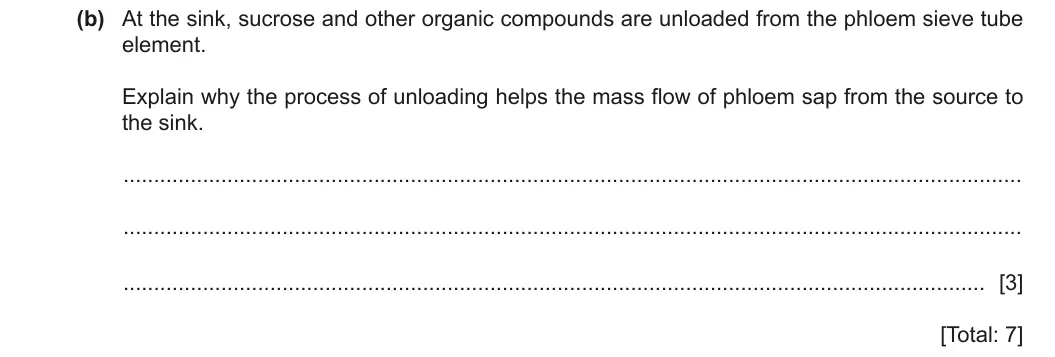 (b) At the sink, sucrose and other organic compounds are unloaded from the phloem sieve tube
element.
Explain why the process of unloading helps the mass flow of phloem sap from the source to
the sink.
..........................................................................................................................................................
..........................................................................................................................................................
.................................................................................................................................................... [3]
[Total: 7]